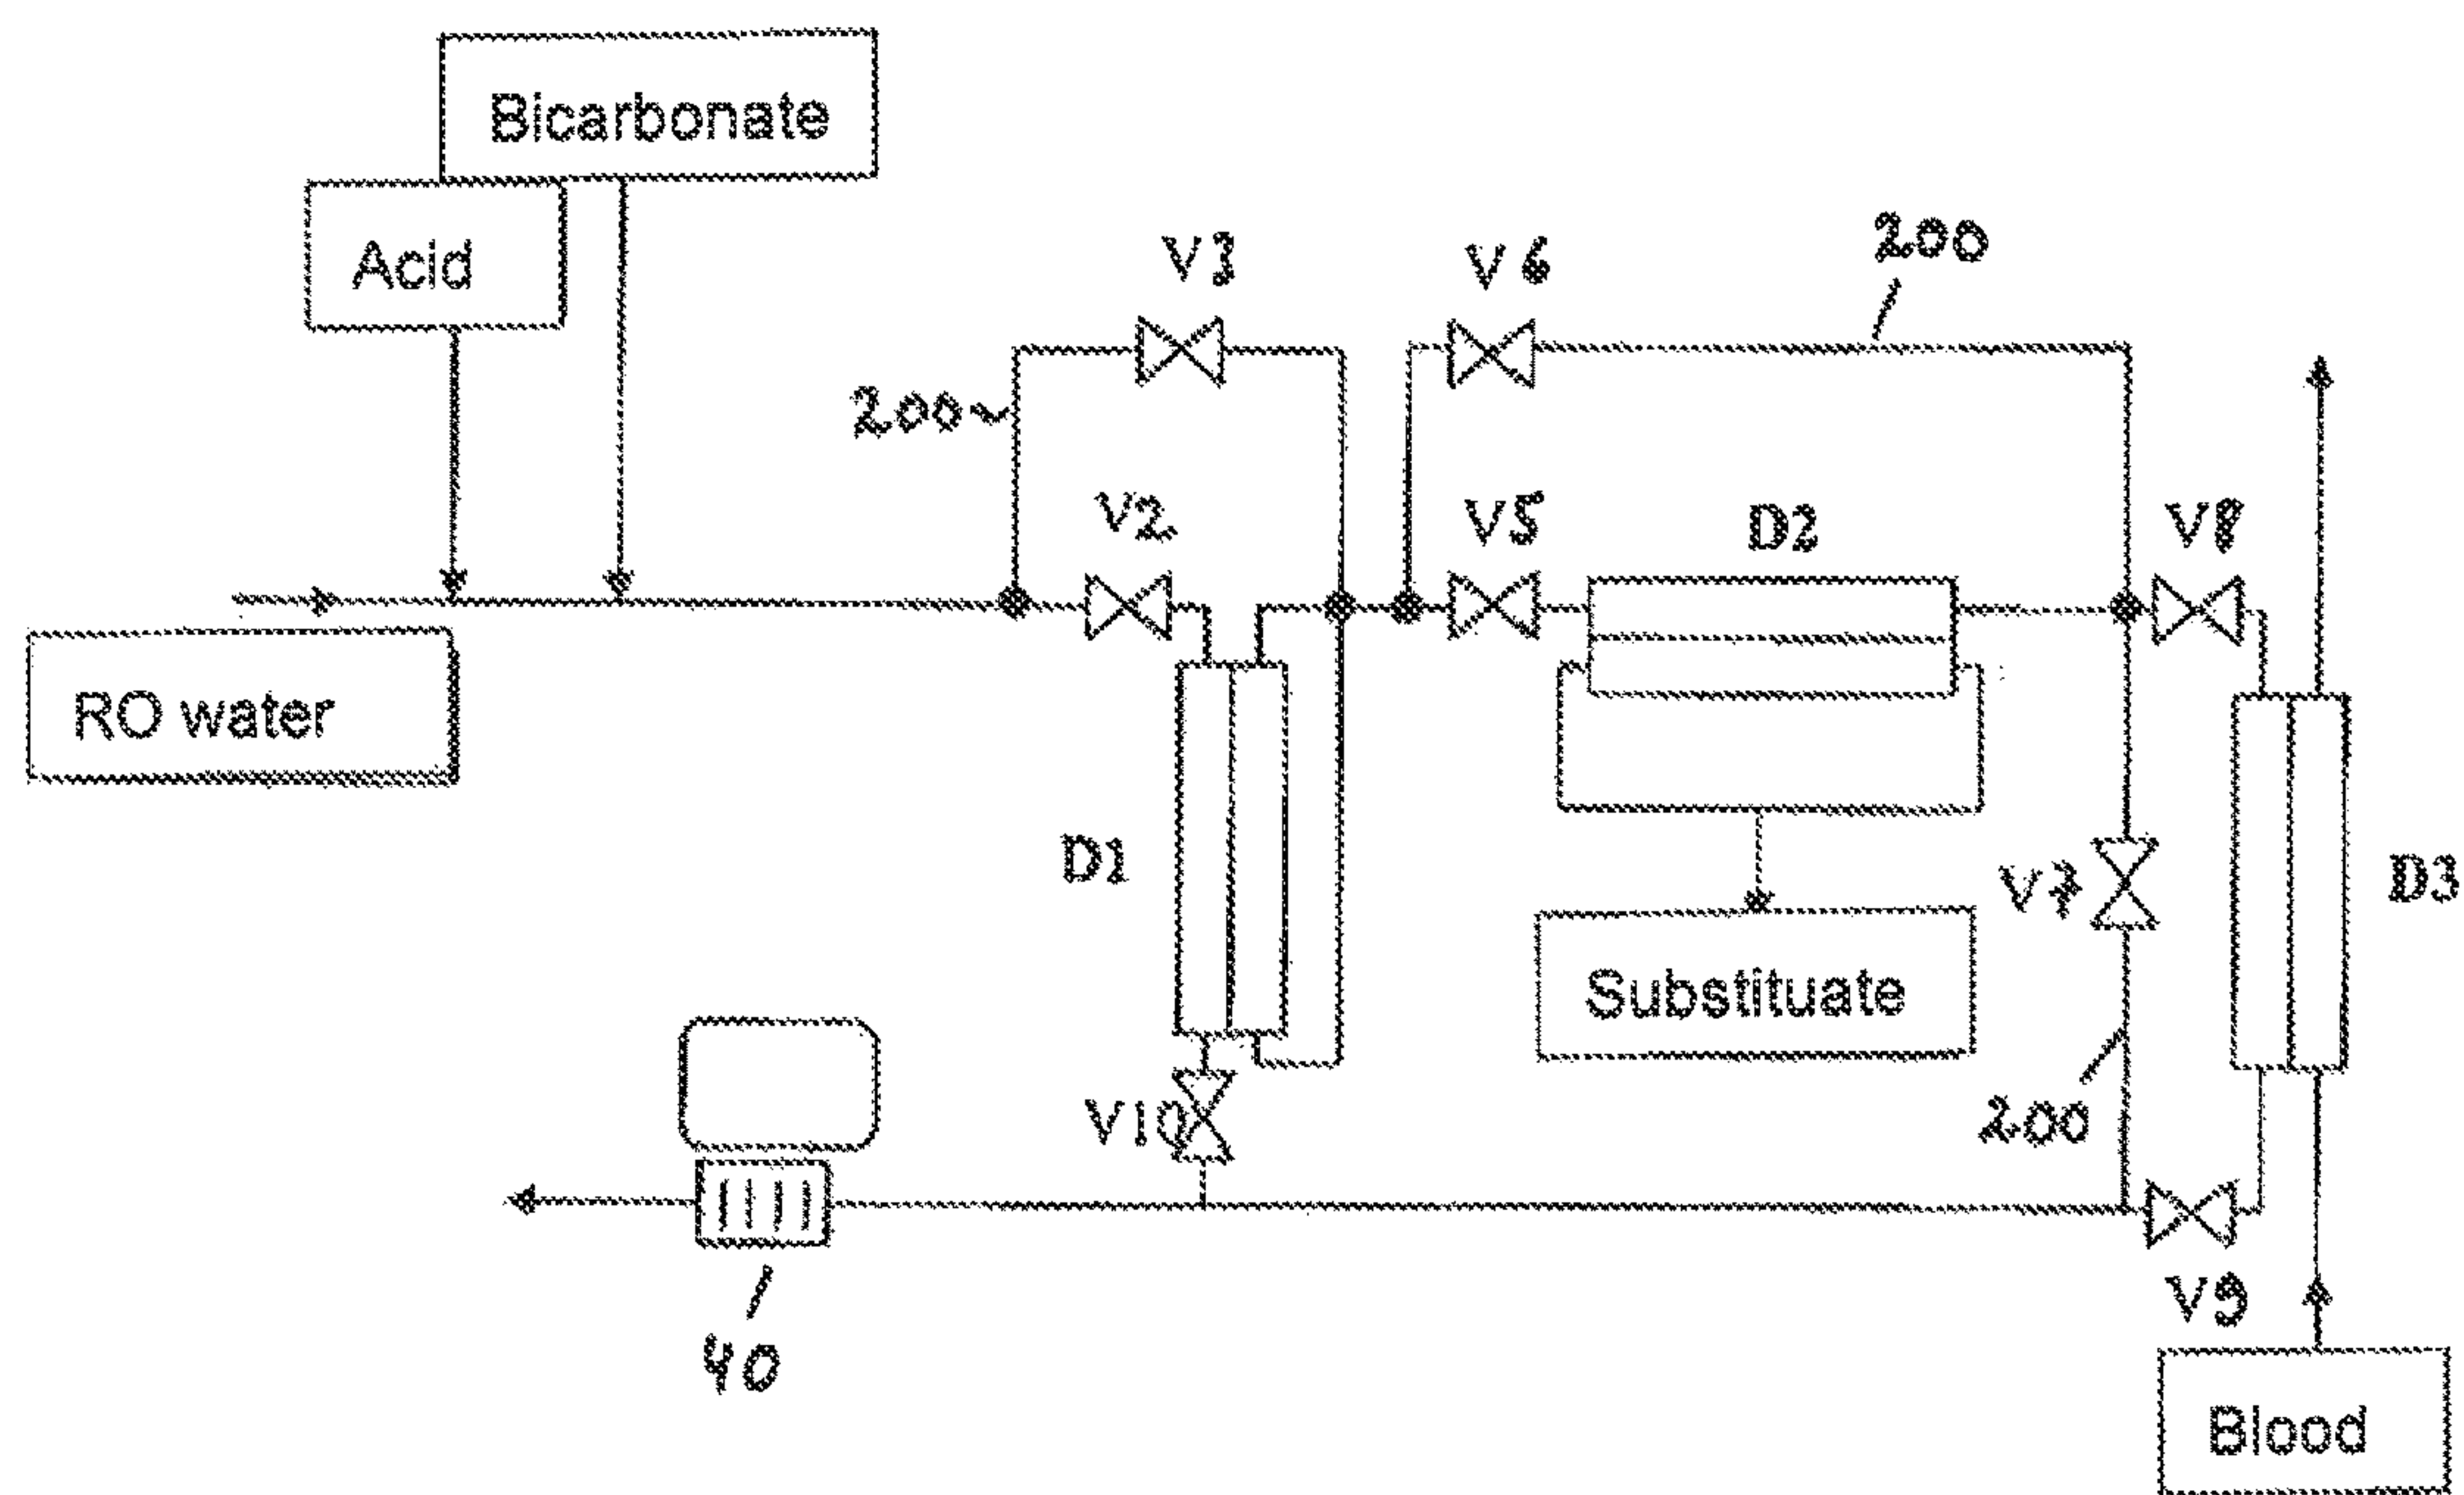 Bicarbonate
Acid
V3
V6
200
200
V2
V5
D2
V8
RO water
D1
V7
D3
Substituate
V10
200
V9
40
Blood